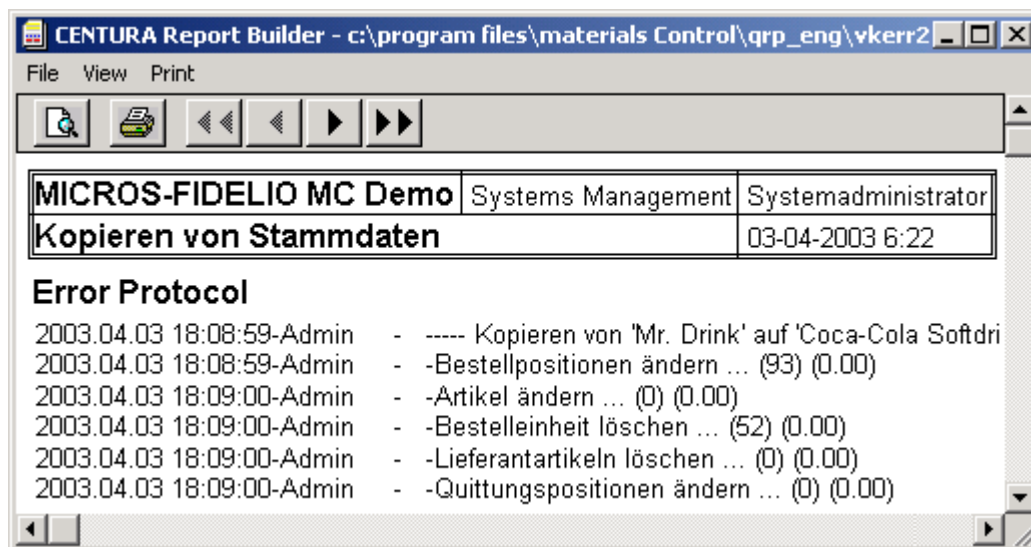 CENTURA Report Builder - c:\program files\materials Control\qrp_eng\vkerr2
File View Print
MICROS-FIDELIO MC Demo Systems Management Systemadministrator
Kopieren von Stammdaten 03-04-2003 6:22
Error Protocol
2003.04.03 18:08:59-Admin - ----- Kopieren von 'Mr. Drink' auf 'Coca-Cola Softdri
2003.04.03 18:08:59-Admin - -Bestellpositionen ändern ... (93) (0.00)
2003.04.03 18:09:00-Admin - -Artikel ändern ... (0) (0.00)
2003.04.03 18:09:00-Admin - -Bestelleinheit löschen ... (52) (0.00)
2003.04.03 18:09:00-Admin - -Lieferantartikeln löschen ... (0) (0.00)
2003.04.03 18:09:00-Admin - -Quittungspositionen ändern ... (0) (0.00)